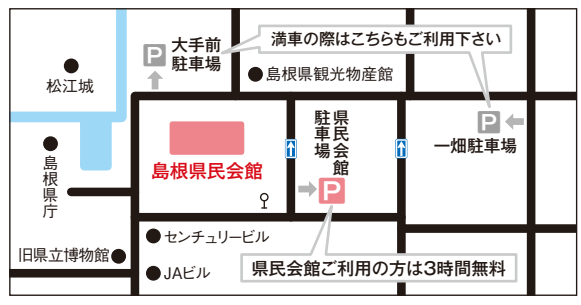 P
大手前
駐車場
満車の際はこちらもご利用下さい
松江城
島根県観光物産館
P
一畑駐車場
島根県庁
島根県民会館
県民会館
駐車場
P
センチュリービル
旧県立博物館
JAビル
県民会館ご利用の方は3時間無料